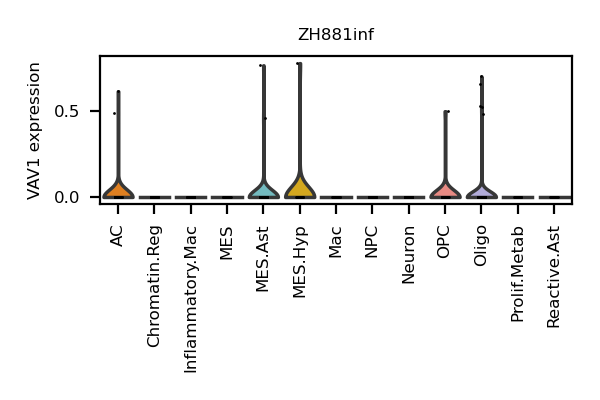 ZH881inf
VAV1 expression
0.5
0.0
AC
Chromatin.Reg
Inflammatory.Mac
MES
MES.Ast
MES.Hyp
Mac
NPC
Neuron
OPC
Oligo
Prolif.Metab
Reactive.Ast